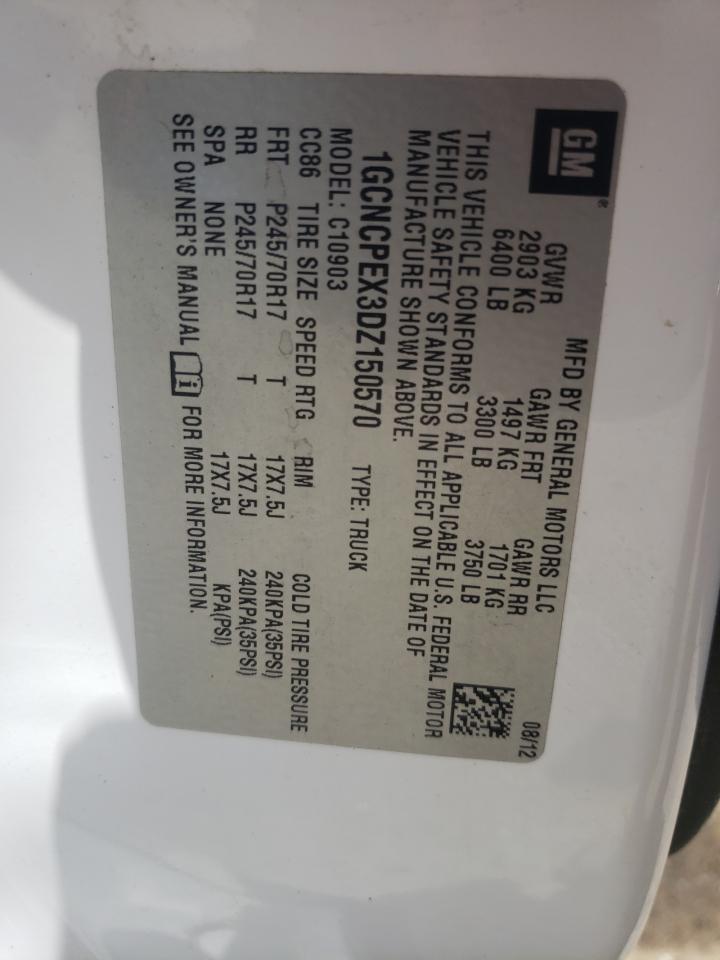 GM®
MFD BY GENERAL MOTORS LLC 08/12
GVWR GAWR FRT GAWR RR
2903 KG 1497 KG 1701 KG
6400 LB 3300 LB 3750 LB
THIS VEHICLE CONFORMS TO ALL APPLICABLE U.S. FEDERAL MOTOR
VEHICLE SAFETY STANDARDS IN EFFECT ON THE DATE OF
MANUFACTURE SHOWN ABOVE.
1GCNCPEX3DZ150570 TYPE: TRUCK
MODEL: C10903
CC86 TIRE SIZE SPEED RTG RIM COLD TIRE PRESSURE
FRT P245/70R17 T 17X7.5J 240KPA(35PSI)
RR P245/70R17 T 17X7.5J 240KPA(35PSI)
SPA NONE 17X7.5J KPA(PSI)
SEE OWNER'S MANUAL i FOR MORE INFORMATION.